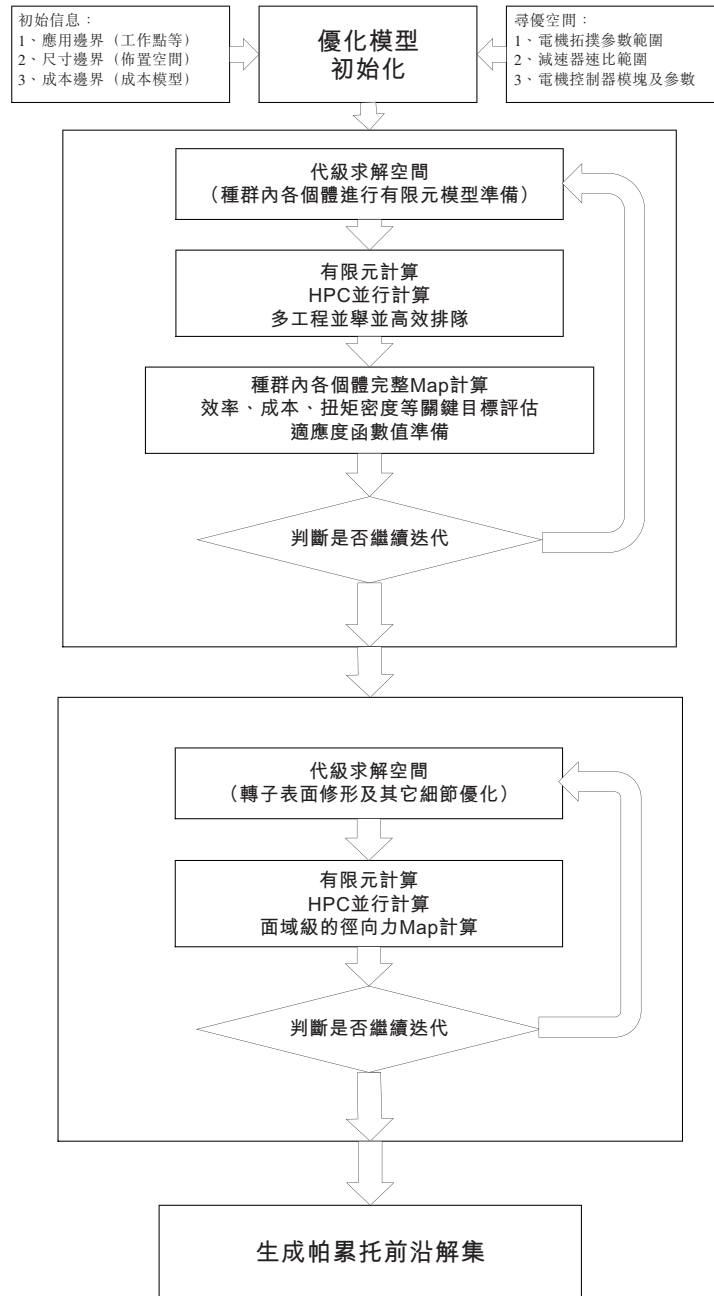 初始信息:
1、應用邊界(工作點等)
2、尺寸邊界(佈置空間)
3、成本邊界(成本模型)
優化模型
初始化
尋優空間:
1、電機拓撲參數範圍
2、減速器速比範圍
3、電機控制器模塊及參數
代級求解空間
(種群內各個體進行有限元模型準備)
有限元計算
HPC並行計算
多工程並舉並高效排隊
種群內各個體完整Map計算
效率、成本、扭矩密度等關鍵目標評估
適應度函數值準備
判斷是否繼續迭代
代級求解空間
(轉子表面修形及其它細節優化)
有限元計算
HPC並行計算
面域級的徑向力Map計算
判斷是否繼續迭代
生成帕累托前沿解集